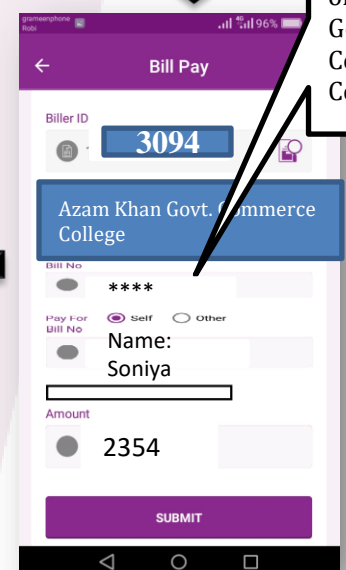 grameenphone
Robi
4G
96%
Bill Pay
Biller ID
3094
Azam Khan Govt. Commerce
College
Bill No
****
Pay For
Self
Other
Bill No
Name:
Soniya
Amount
2354
SUBMIT